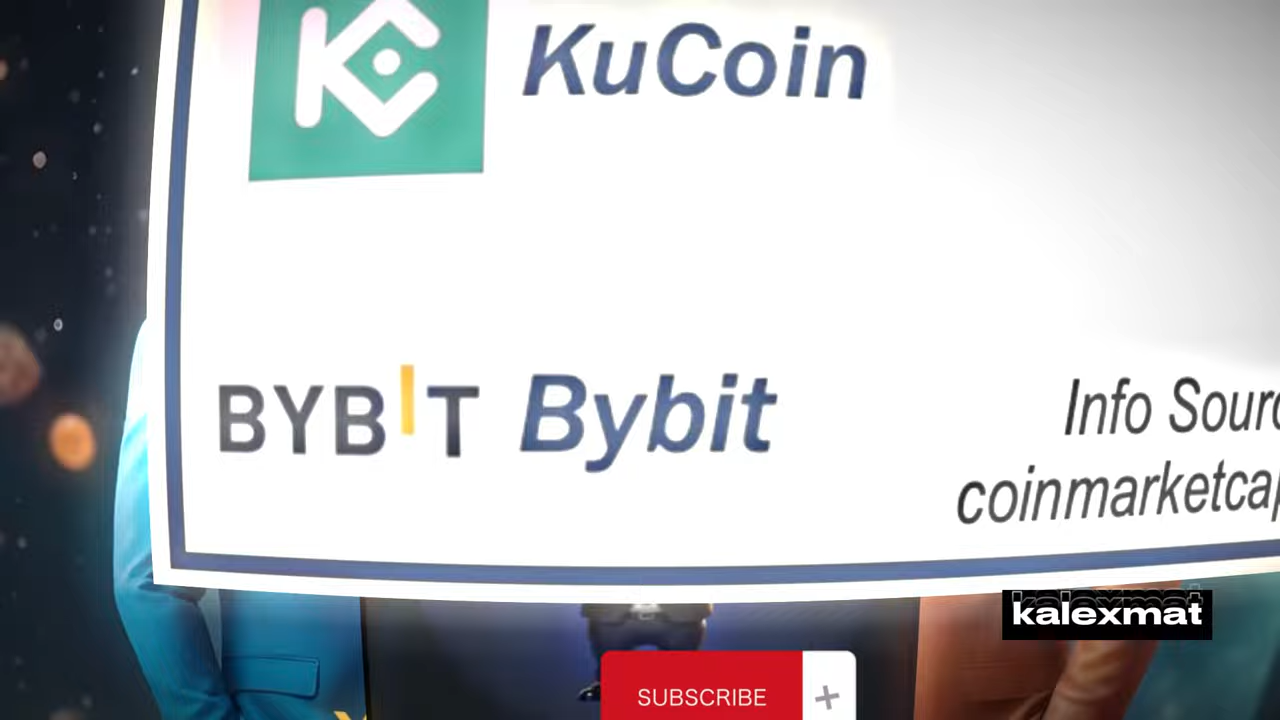 KuCoin
BYBIT Bybit
Info Sourc
coinmarketcap
kalexmat
SUBSCRIBE +